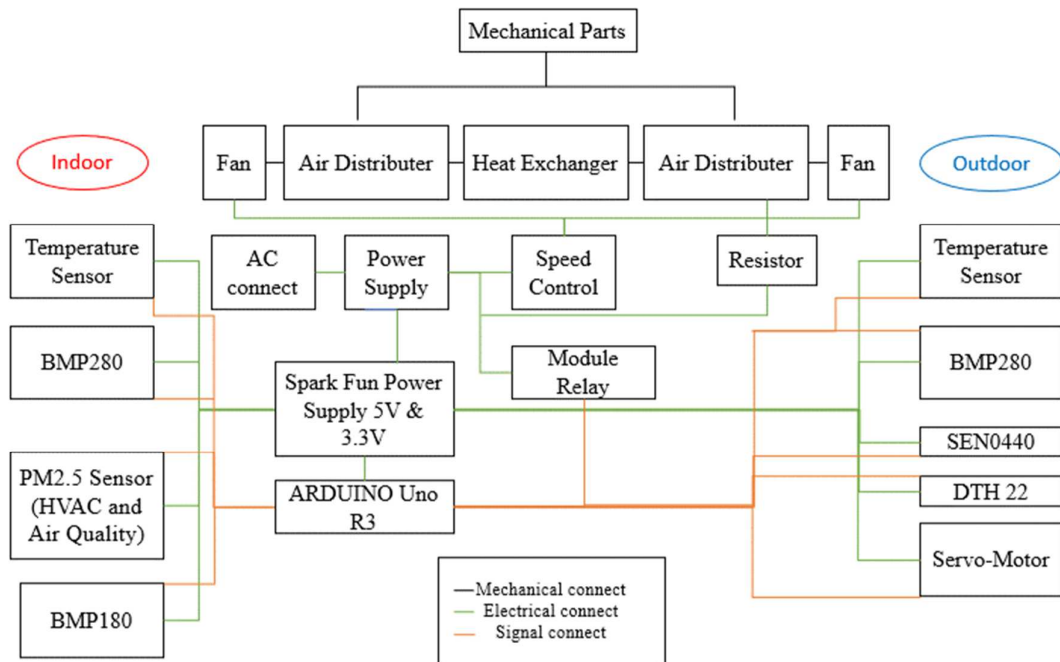 Mechanical Parts
Indoor
Fan
Air Distributer
Heat Exchanger
Air Distributer
Fan
Outdoor
Temperature
Sensor
AC
connect
Power
Supply
Speed
Control
Resistor
Temperature
Sensor
BMP280
Spark Fun Power
Supply 5V &
3.3V
Module
Relay
BMP280
PM2.5 Sensor
(HVAC and
Air Quality)
ARDUINO Uno
R3
SEN0440
DTH 22
Servo-Motor
BMP180
Mechanical connect
Electrical connect
Signal connect